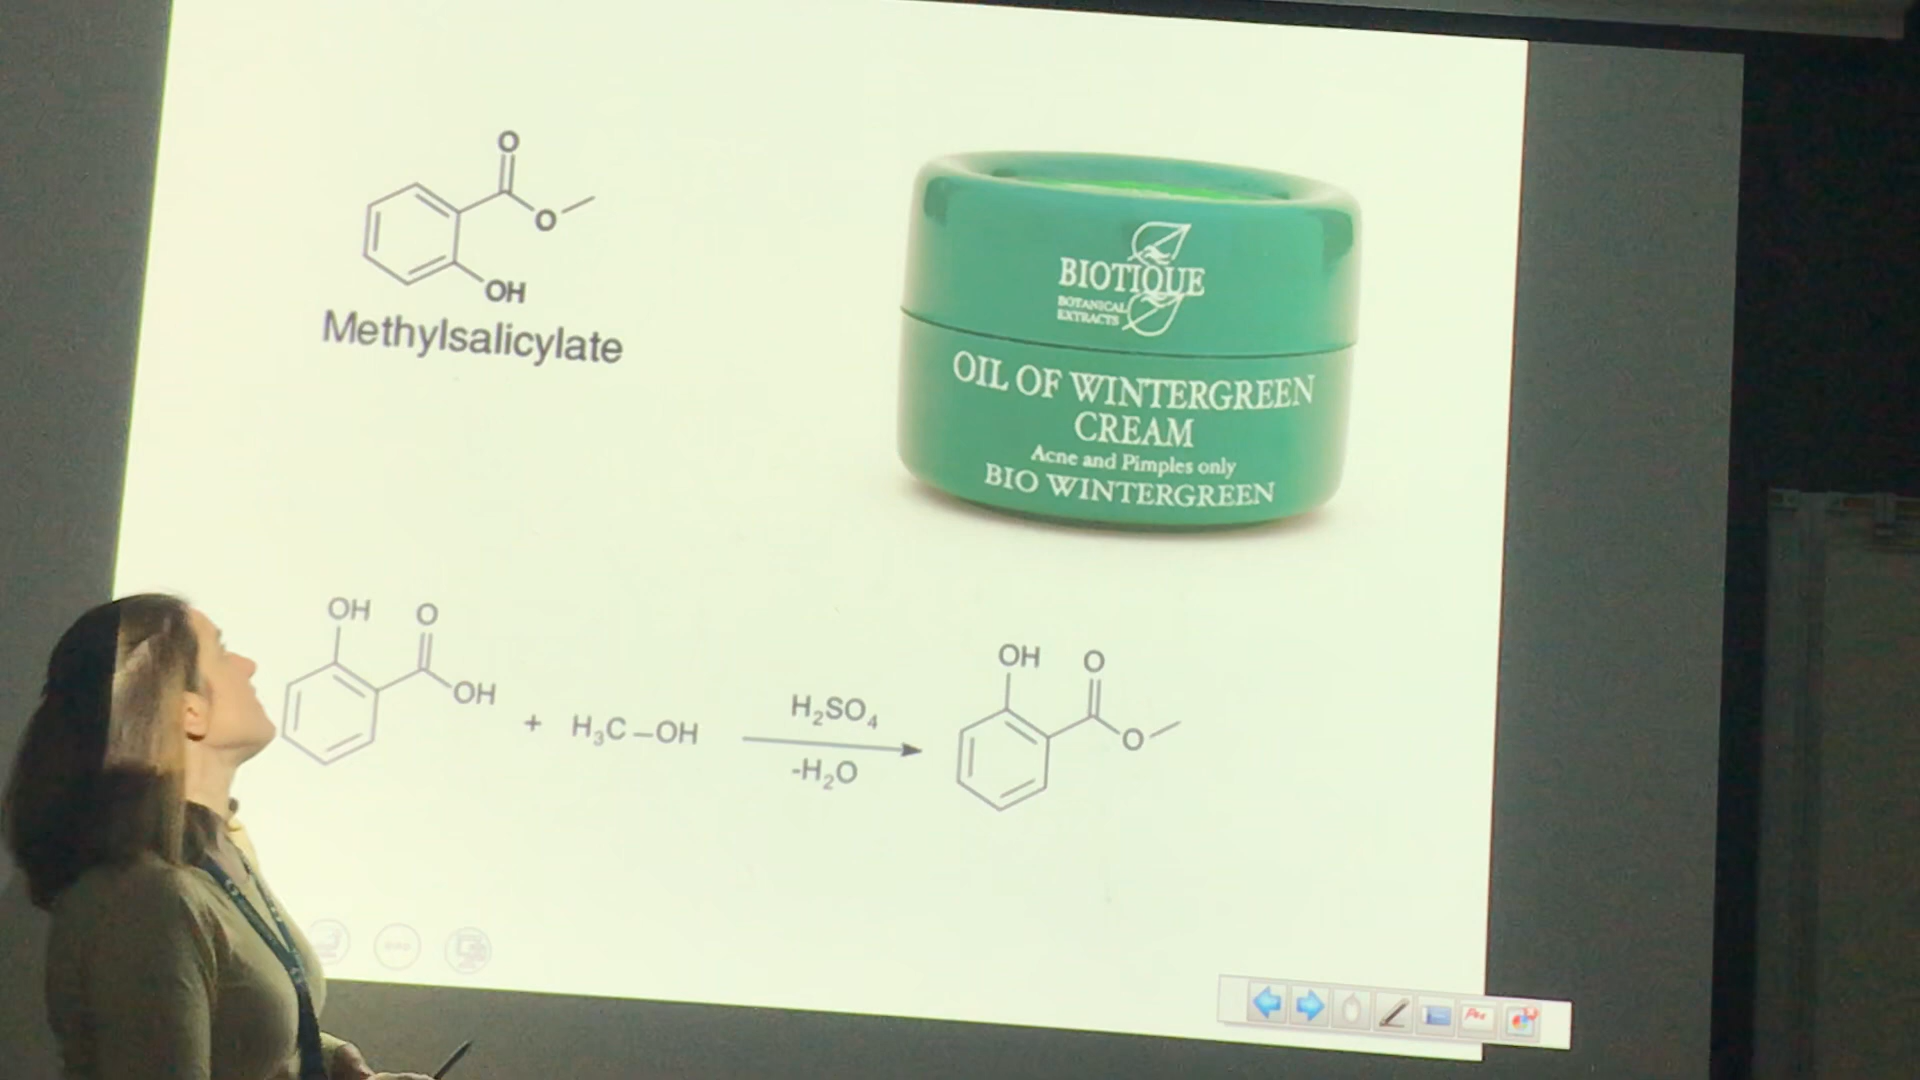 O
O
OH
Methylsalicylate
BIOTIQUE
BOTANICAL
EXTRACTS
OIL OF WINTERGREEN
CREAM
Acne and Pimples only
BIO WINTERGREEN
OH O
OH
+ H₃C–OH
H₂SO₄
-H₂O
OH O
O